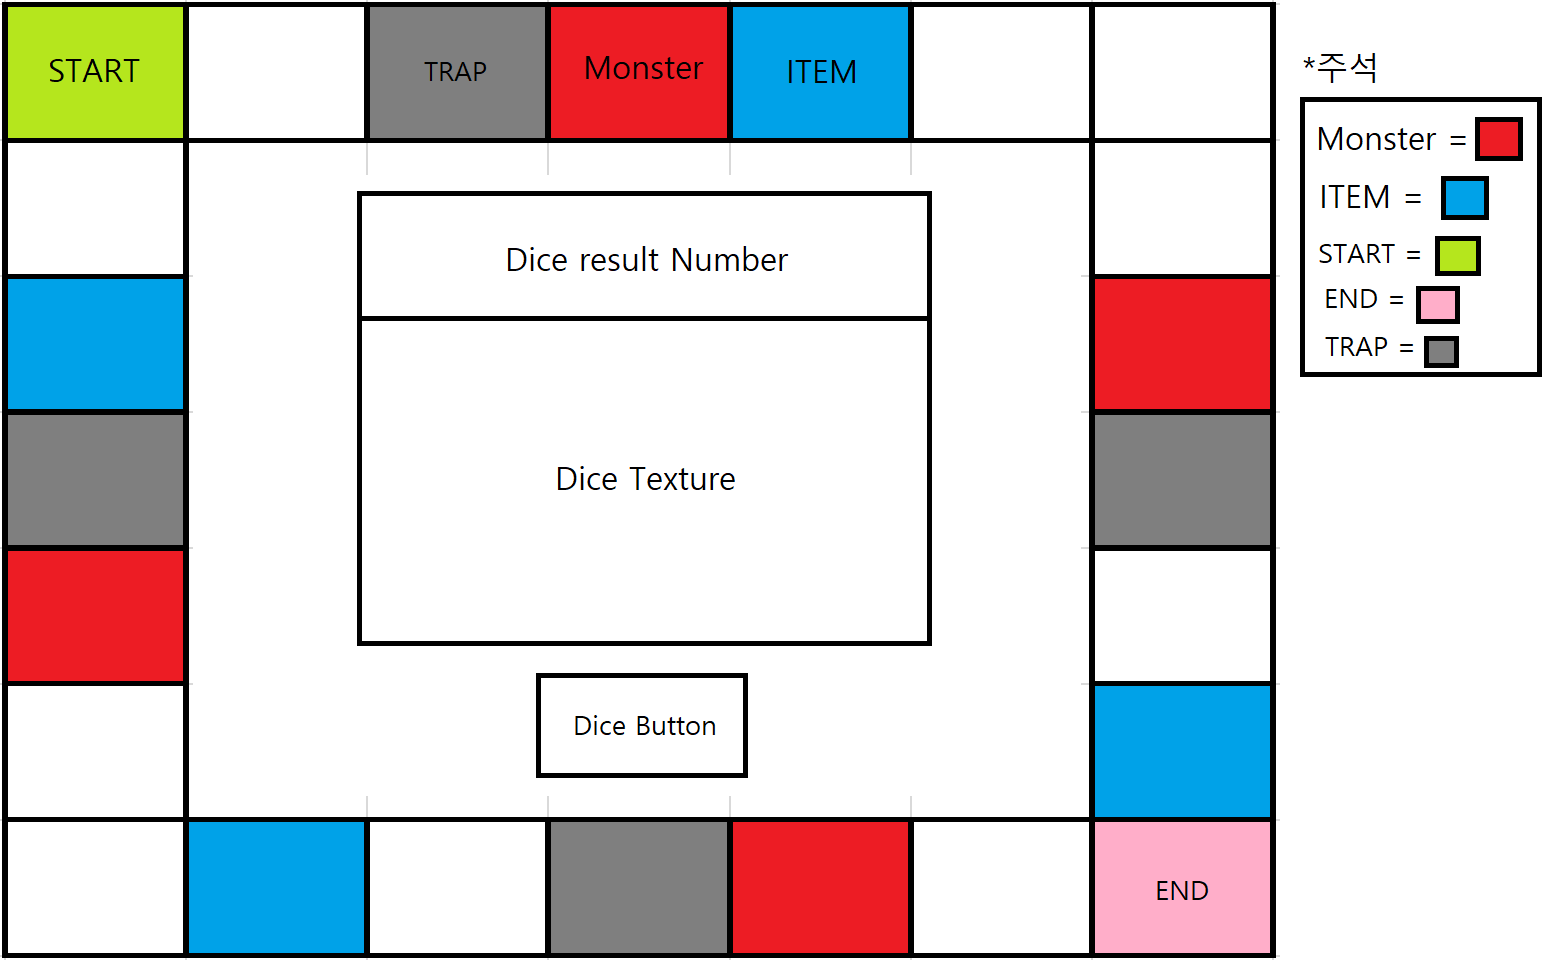 START
TRAP
Monster
ITEM
*주석
Monster =
ITEM =
START =
END =
TRAP =
Dice result Number
Dice Texture
Dice Button
END